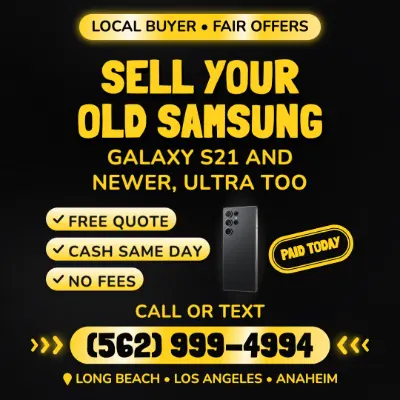 LOCAL BUYER • FAIR OFFERS
SELL YOUR
OLD SAMSUNG
GALAXY S21 AND
NEWER, ULTRA TOO
FREE QUOTE
CASH SAME DAY
NO FEES
PAID TODAY
CALL OR TEXT
(562) 999-4994
LONG BEACH • LOS ANGELES • ANAHEIM